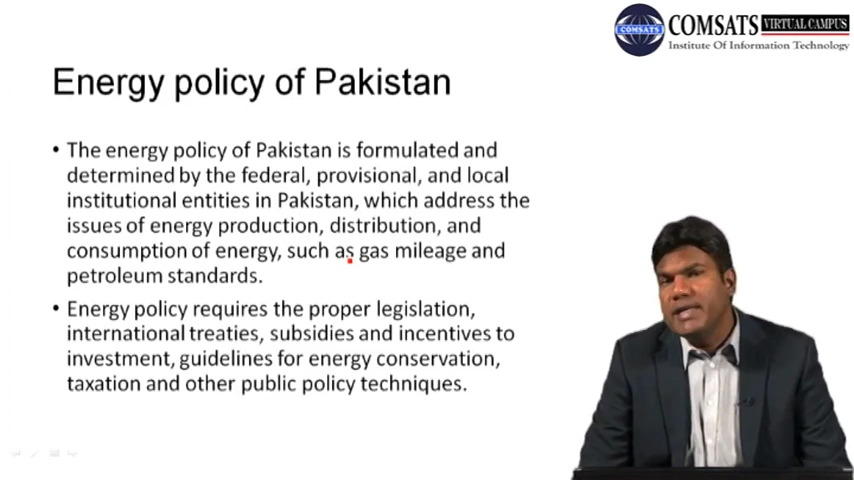 COMSATS VIRTUAL CAMPUS
COMSATS
Institute Of Information Technology
Energy policy of Pakistan
• The energy policy of Pakistan is formulated and
determined by the federal, provisional, and local
institutional entities in Pakistan, which address the
issues of energy production, distribution, and
consumption of energy, such as gas mileage and
petroleum standards.
• Energy policy requires the proper legislation,
international treaties, subsidies and incentives to
investment, guidelines for energy conservation,
taxation and other public policy techniques.